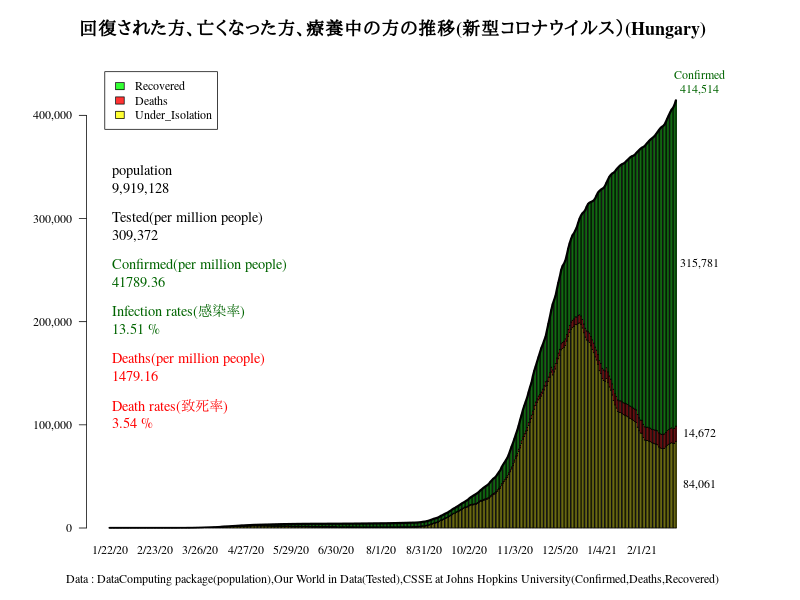 回復された方、亡くなった方、療養中の方の推移(新型コロナウイルス）(Hungary)
Confirmed
414,514
Recovered
Deaths
Under_Isolation
population
9,919,128
Tested(per million people)
309,372
Confirmed(per million people)
41789.36
Infection rates(感染率)
13.51 %
Deaths(per million people)
1479.16
Death rates(致死率)
3.54 %
400,000
300,000
200,000
100,000
0
315,781
14,672
84,061
1/22/20 2/23/20 3/26/20 4/27/20 5/29/20 6/30/20 8/1/20 8/31/20 10/2/20 11/3/20 12/5/20 1/4/21 2/1/21
Data : DataComputing package(population),Our World in Data(Tested),CSSE at Johns Hopkins University(Confirmed,Deaths,Recovered)